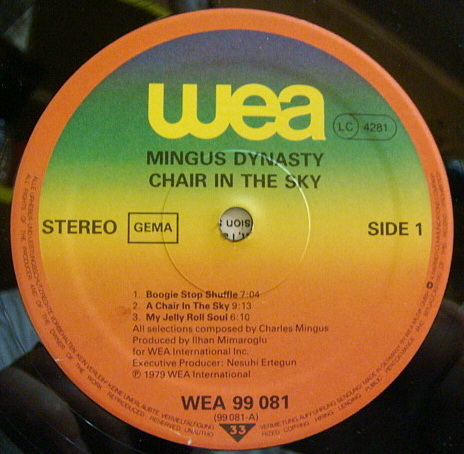 wea
LC 4281
MINGUS DYNASTY
CHAIR IN THE SKY
STEREO GEMA SIDE 1
1. Boogie Stop Shuffle 7:04
2. A Chair In The Sky 9:13
3. My Jelly Roll Soul 6:10
All selections composed by Charles Mingus
Produced by Ilhan Mimaroglu
for WEA International Inc.
Executive Producer: Nesuhi Ertegun
℗ 1979 WEA International
WEA 99 081
(99 081-A)
33